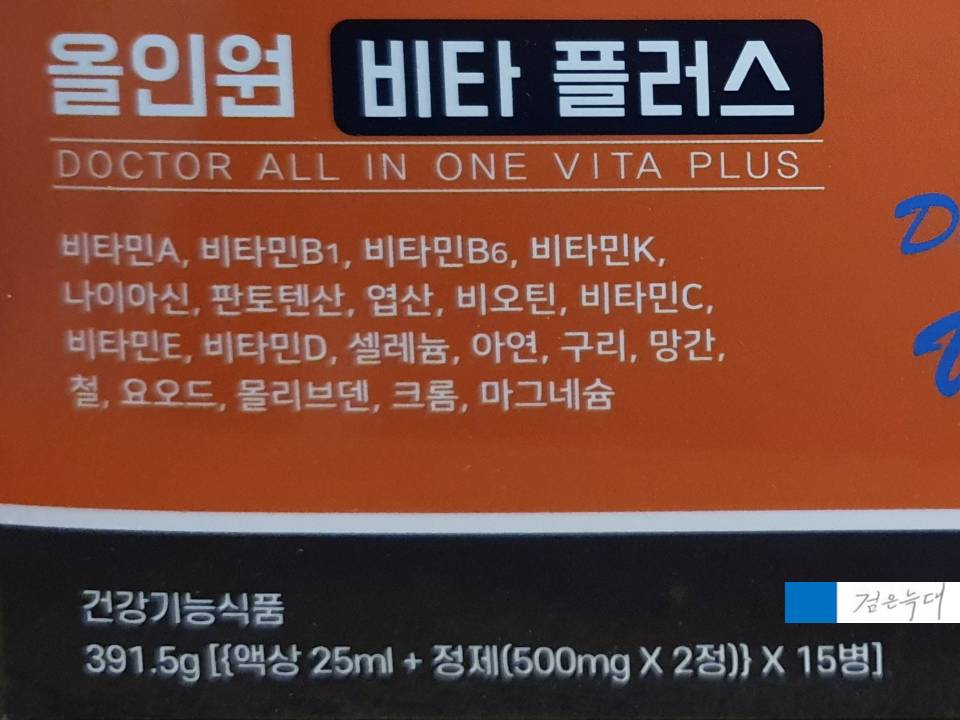 올인원 비타 플러스
DOCTOR ALL IN ONE VITA PLUS
비타민A, 비타민B1, 비타민B6, 비타민K,
나이아신, 판토텐산, 엽산, 비오틴, 비타민C,
비타민E, 비타민D, 셀레늄, 아연, 구리, 망간,
철, 요오드, 몰리브덴, 크롬, 마그네슘
건강기능식품
391.5g [{액상 25ml + 정제(500mg X 2정)} X 15병]
검은늑대